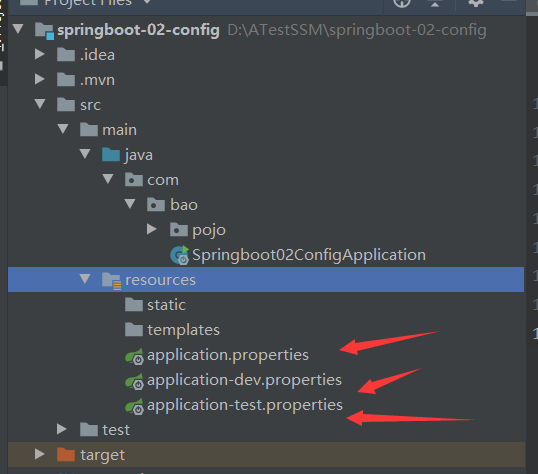 Project Files
springboot-02-config D:\ATestSSM\springboot-02-config
.idea
.mvn
src
main
java
com
bao
pojo
Springboot02ConfigApplication
resources
static
templates
application.properties
application-dev.properties
application-test.properties
test
target